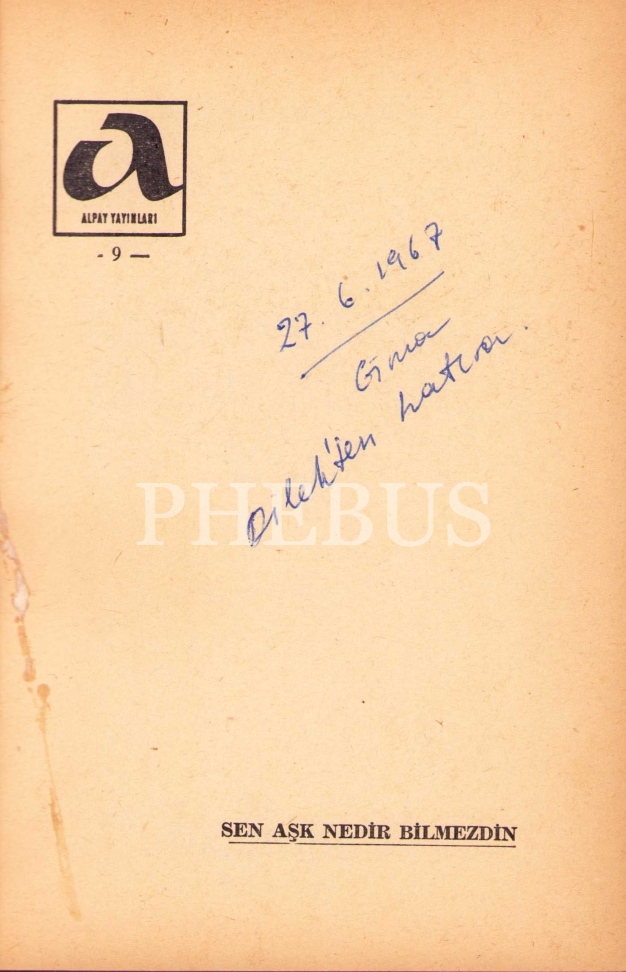 a
ALPAY YAYINLARI
- 9 —
27. 6. 1967
Dilek'ten hatıra.
PHEBUS
SEN AŞK NEDİR BİLMEZDİN